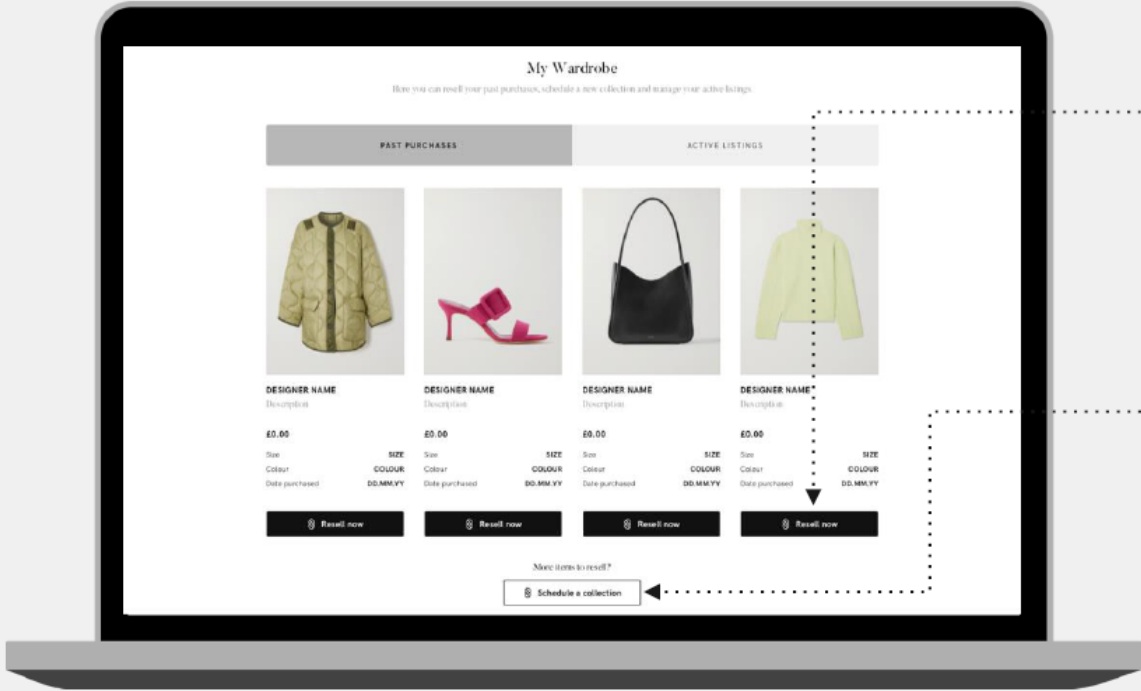 My Wardrobe
Here you can resell your past purchases, schedule a new collection and manage your active listings.
PAST PURCHASES
ACTIVE LISTINGS
DESIGNER NAME
Description
£0.00
Size SIZE
Colour COLOUR
Date purchased DD.MM.YY
Resell now
DESIGNER NAME
Description
£0.00
Size SIZE
Colour COLOUR
Date purchased DD.MM.YY
Resell now
DESIGNER NAME
Description
£0.00
Size SIZE
Colour COLOUR
Date purchased DD.MM.YY
Resell now
DESIGNER NAME
Description
£0.00
Size SIZE
Colour COLOUR
Date purchased DD.MM.YY
Resell now
More items to resell?
Schedule a collection